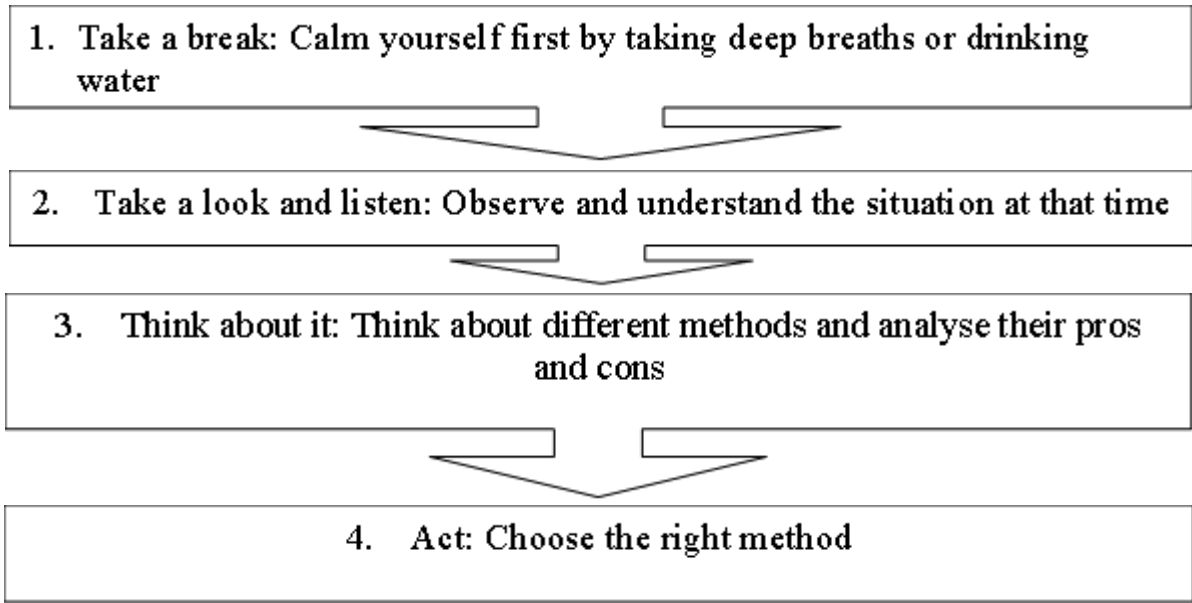 1. Take a break: Calm yourself first by taking deep breaths or drinking
water
2. Take a look and listen: Observe and understand the situation at that time
3. Think about it: Think about different methods and analyse their pros
and cons
4. Act: Choose the right method